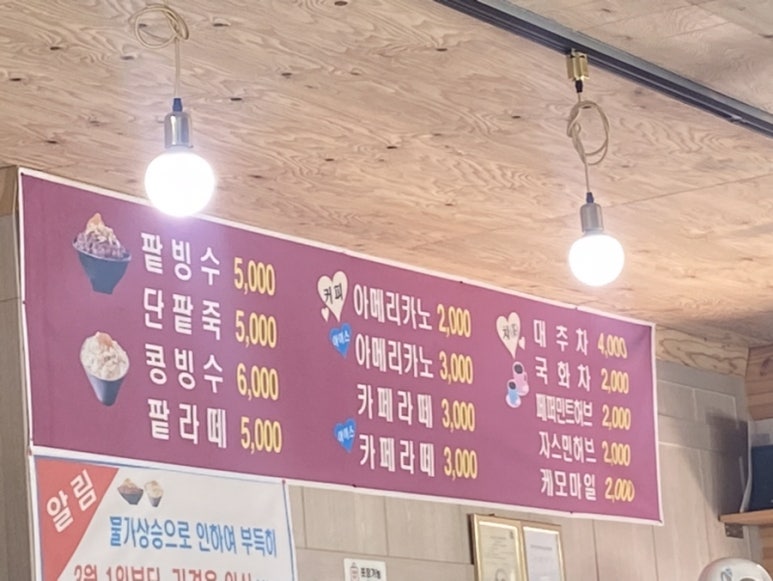 팥빙수 5,000
단팥죽 5,000
콩빙수 6,000
팥라떼 5,000
커피
아메리카노 2,000
아이스
아메리카노 3,000
카페라떼 3,000
아이스
카페라떼 3,000
대추차 4,000
국화차 2,000
페퍼민트허브 2,000
자스민허브 2,000
케모마일 2,000
알림
물가상승으로 인하여 부득히